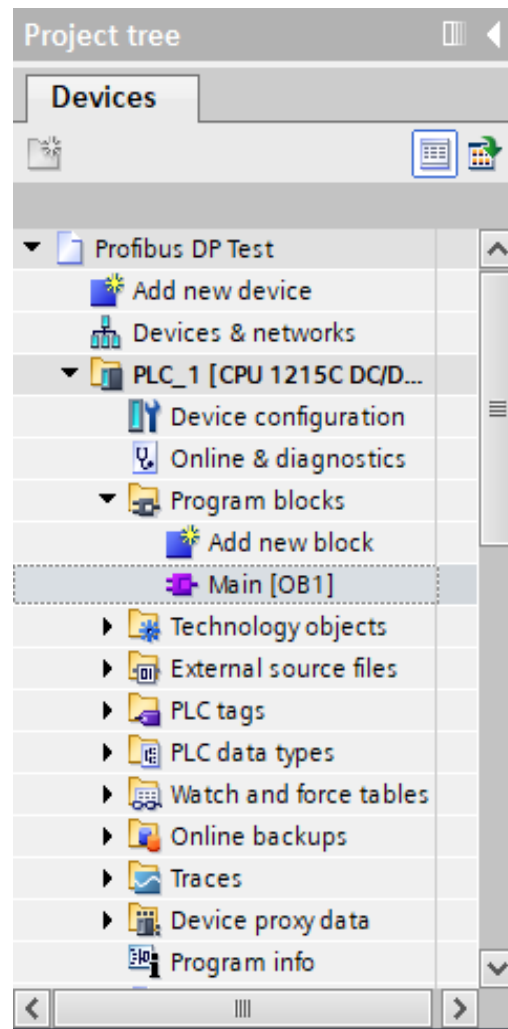 Project tree
Devices
Profibus DP Test
Add new device
Devices & networks
PLC_1 [CPU 1215C DC/D...
Device configuration
Online & diagnostics
Program blocks
Add new block
Main [OB1]
Technology objects
External source files
PLC tags
PLC data types
Watch and force tables
Online backups
Traces
Device proxy data
Program info